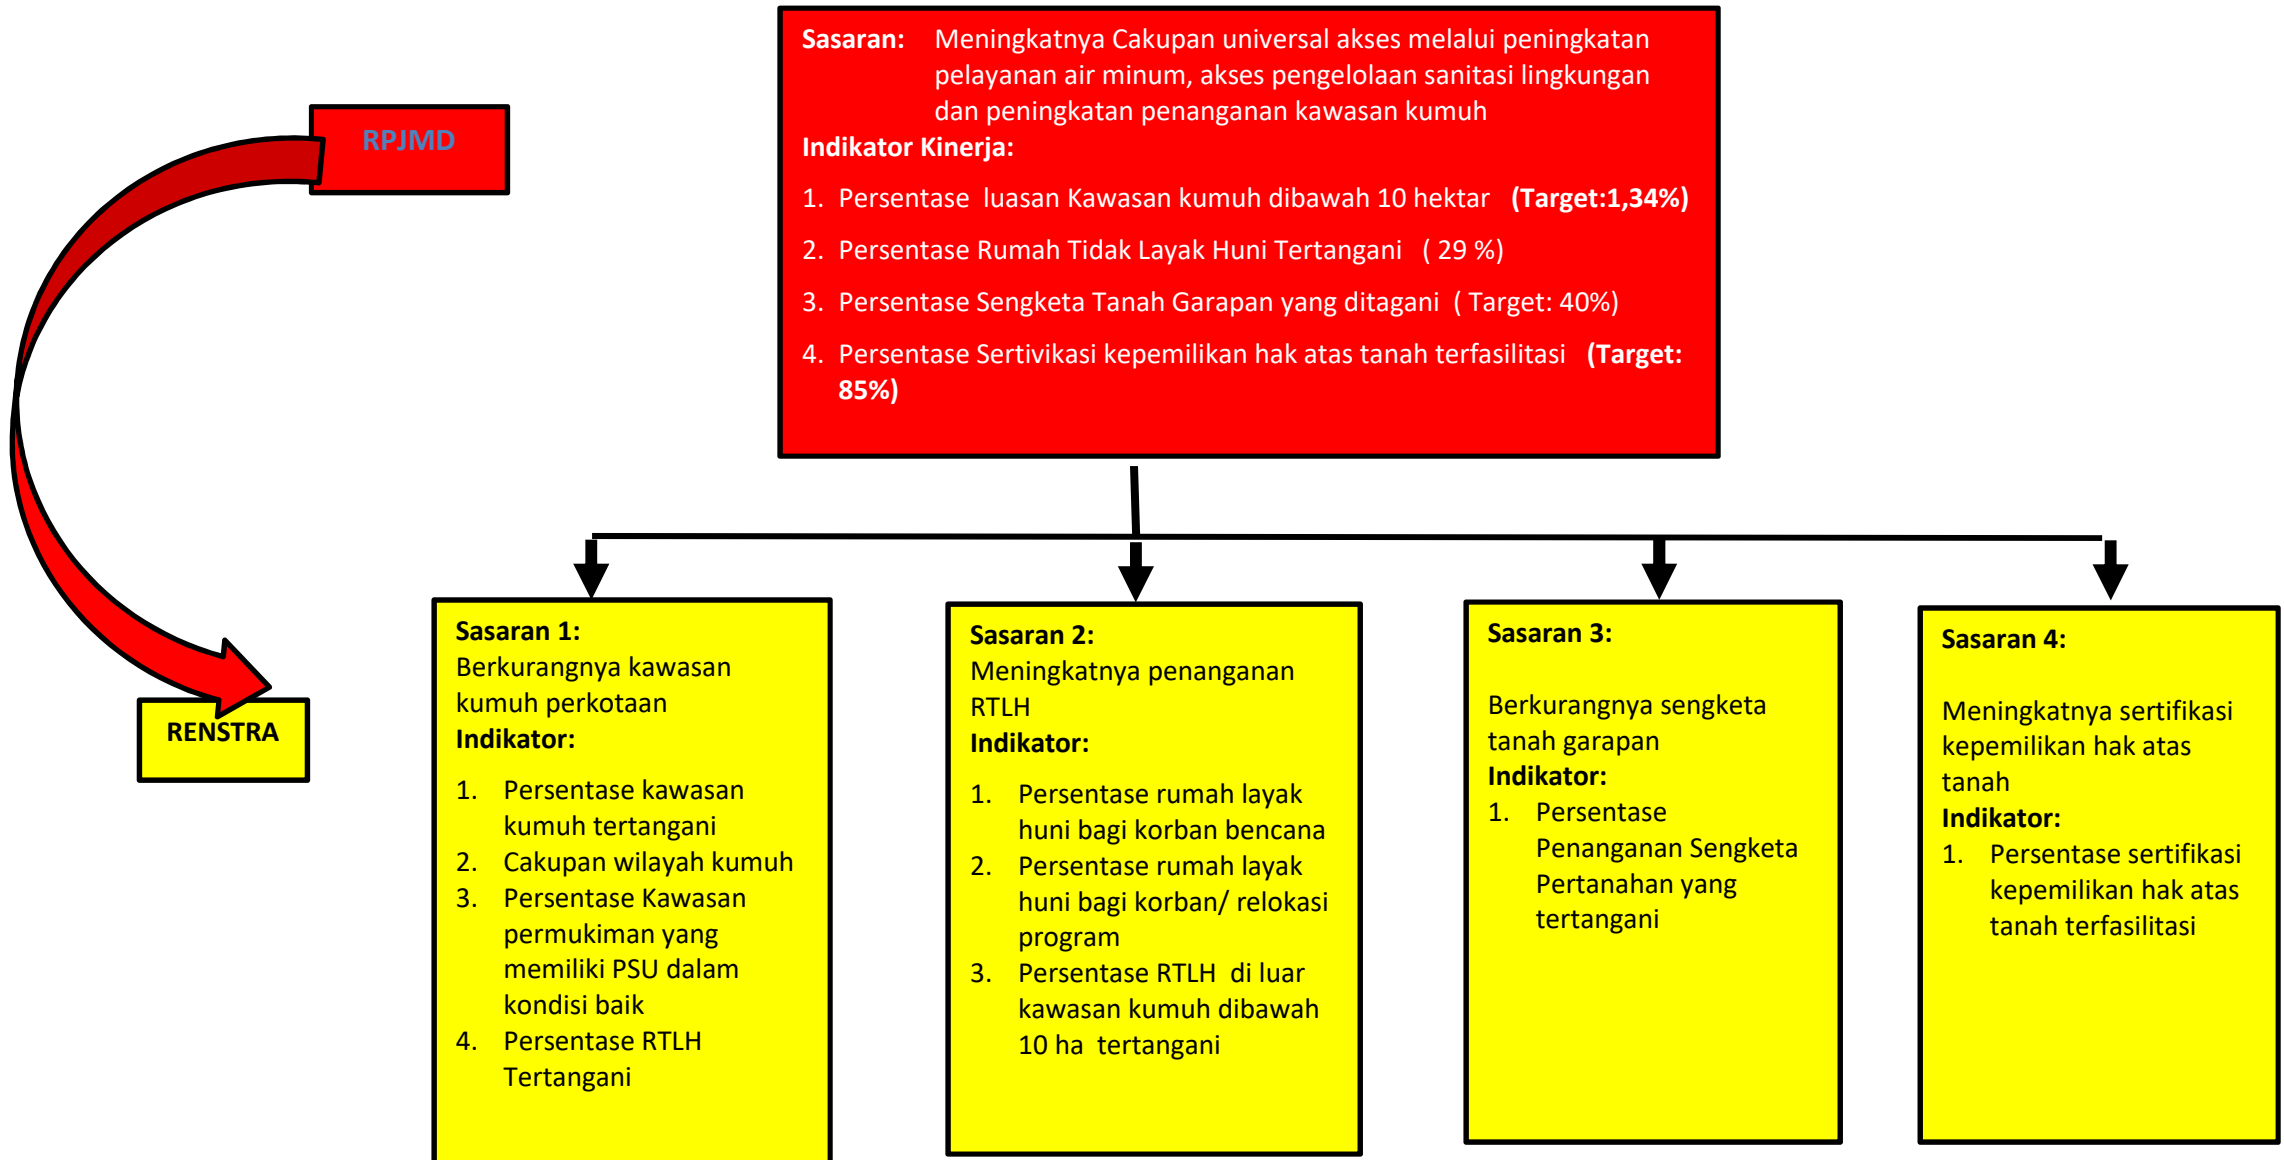 Sasaran: Meningkatnya Cakupan universal akses melalui peningkatan
pelayanan air minum, akses pengelolaan sanitasi lingkungan
dan peningkatan penanganan kawasan kumuh
Indikator Kinerja:
1. Persentase luasan Kawasan kumuh dibawah 10 hektar (Target:1,34%)
2. Persentase Rumah Tidak Layak Huni Tertangani ( 29 %)
3. Persentase Sengketa Tanah Garapan yang ditagani ( Target: 40%)
4. Persentase Sertivikasi kepemilikan hak atas tanah terfasilitasi (Target:
85%)
RPJMD
RENSTRA
Sasaran 1:
Berkurangnya kawasan
kumuh perkotaan
Indikator:
1. Persentase kawasan
kumuh tertangani
2. Cakupan wilayah kumuh
3. Persentase Kawasan
permukiman yang
memiliki PSU dalam
kondisi baik
4. Persentase RTLH
Tertangani
Sasaran 2:
Meningkatnya penanganan
RTLH
Indikator:
1. Persentase rumah layak
huni bagi korban bencana
2. Persentase rumah layak
huni bagi korban/ relokasi
program
3. Persentase RTLH di luar
kawasan kumuh dibawah
10 ha tertangani
Sasaran 3:
Berkurangnya sengketa
tanah garapan
Indikator:
1. Persentase
Penanganan Sengketa
Pertanahan yang
tertangani
Sasaran 4:
Meningkatnya sertifikasi
kepemilikan hak atas
tanah
Indikator:
1. Persentase sertifikasi
kepemilikan hak atas
tanah terfasilitasi